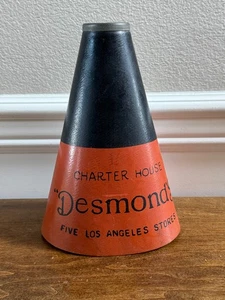 CHARTER HOUSE
"Desmond's
FIVE LOS ANGELES STORES